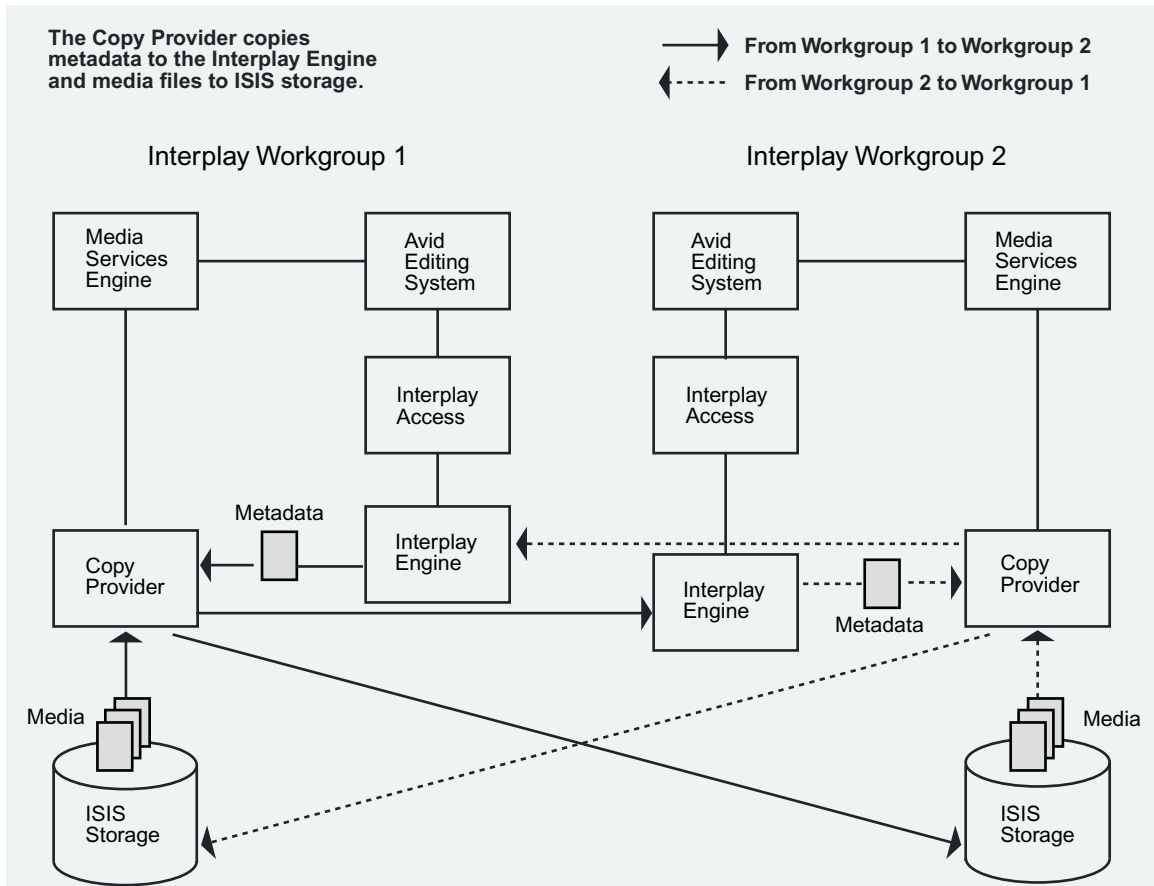 The Copy Provider copies
metadata to the Interplay Engine
and media files to ISIS storage.
From Workgroup 1 to Workgroup 2
From Workgroup 2 to Workgroup 1
Interplay Workgroup 1
Interplay Workgroup 2
Media
Services
Engine
Avid
Editing
System
Avid
Editing
System
Media
Services
Engine
Interplay
Access
Interplay
Access
Metadata
Copy
Provider
Interplay
Engine
Interplay
Engine
Metadata
Copy
Provider
Media
ISIS
Storage
Media
ISIS
Storage